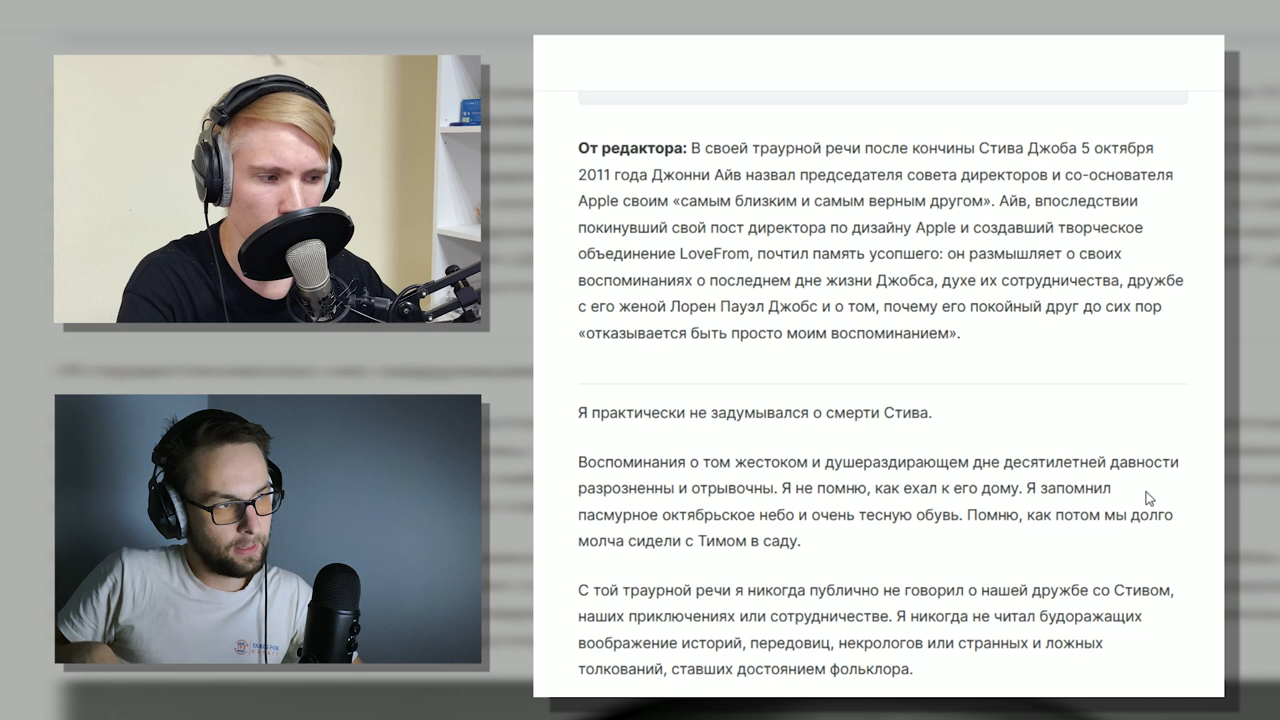 От редактора: В своей траурной речи после кончины Стива Джоба 5 октября
2011 года Джонни Айв назвал председателя совета директоров и со-основателя
Apple своим «самым близким и самым верным другом». Айв, впоследствии
покинувший свой пост директора по дизайну Apple и создавший творческое
объединение LoveFrom, почтил память усопшего: он размышляет о своих
воспоминаниях о последнем дне жизни Джобса, духе их сотрудничества, дружбе
с его женой Лорен Пауэл Джобс и о том, почему его покойный друг до сих пор
«отказывается быть просто моим воспоминанием».
Я практически не задумывался о смерти Стива.
Воспоминания о том жестоком и душераздирающем дне десятилетней давности
разрозненны и отрывочны. Я не помню, как ехал к его дому. Я запомнил
пасмурное октябрьское небо и очень тесную обувь. Помню, как потом мы долго
молча сидели с Тимом в саду.
С той траурной речи я никогда публично не говорил о нашей дружбе со Стивом,
наших приключениях или сотрудничестве. Я никогда не читал будоражащих
воображение историй, передовиц, некрологов или странных и ложных
толкований, ставших достоянием фольклора.